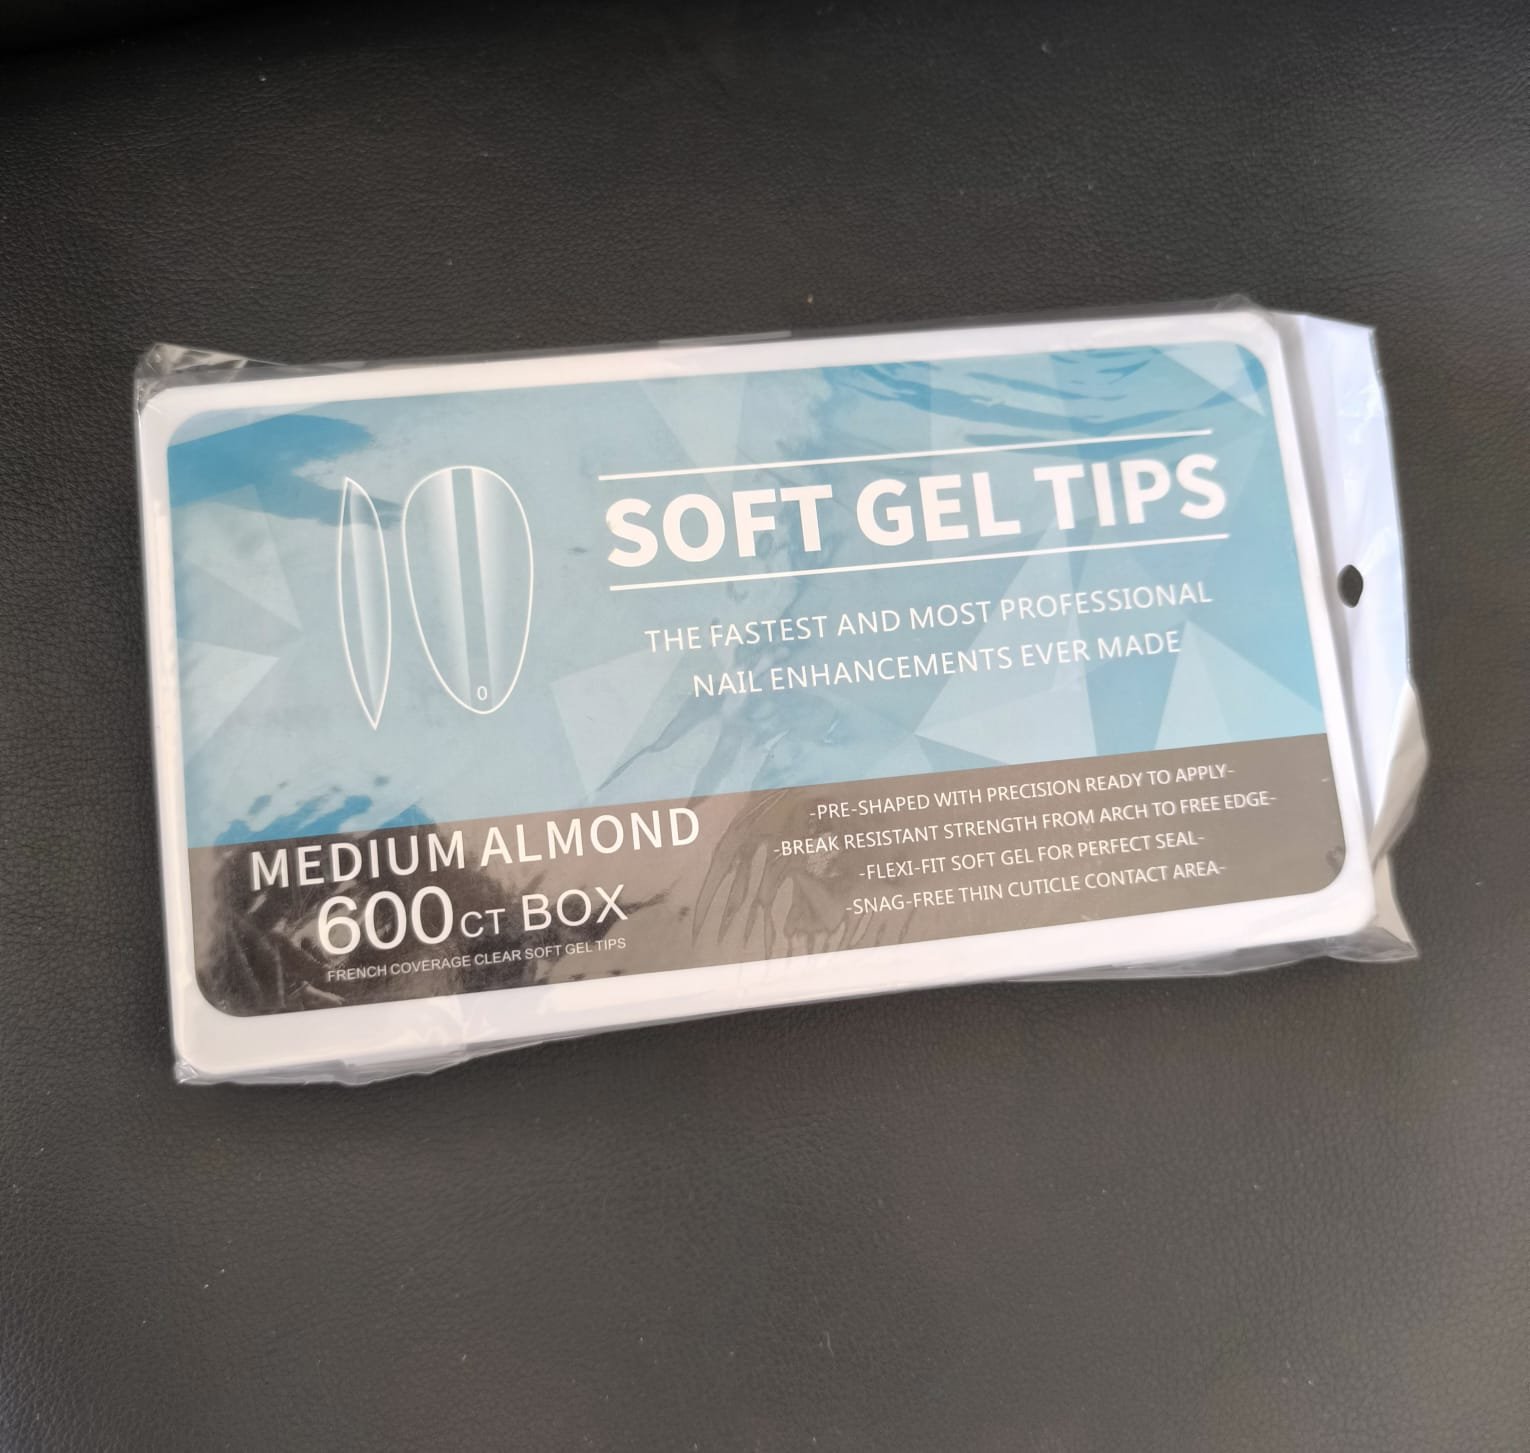 SOFT GEL TIPS
THE FASTEST AND MOST PROFESSIONAL
NAIL ENHANCEMENTS EVER MADE
0
MEDIUM ALMOND
600CT BOX
FRENCH COVERAGE CLEAR SOFT GEL TIPS
-PRE-SHAPED WITH PRECISION READY TO APPLY-
-BREAK RESISTANT STRENGTH FROM ARCH TO FREE EDGE-
-FLEXI-FIT SOFT GEL FOR PERFECT SEAL-
-SNAG-FREE THIN CUTICLE CONTACT AREA-